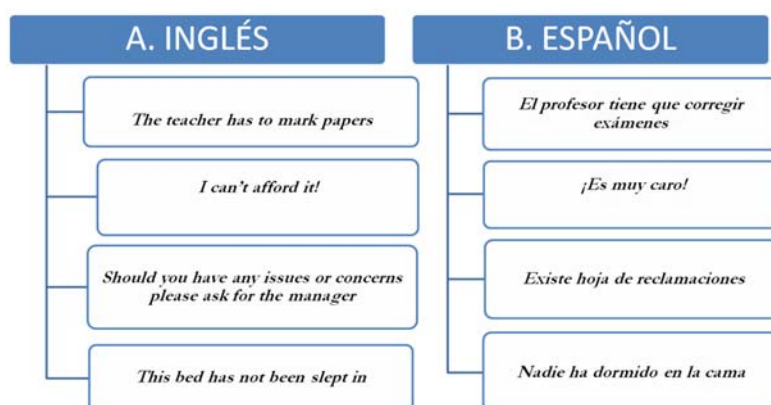 A. INGLÉS
The teacher has to mark papers
I can't afford it!
Should you have any issues or concerns
please ask for the manager
This bed has not been slept in
B. ESPAÑOL
El profesor tiene que corregir
exámenes
¡Es muy caro!
Existe hoja de reclamaciones
Nadie ha dormido en la cama